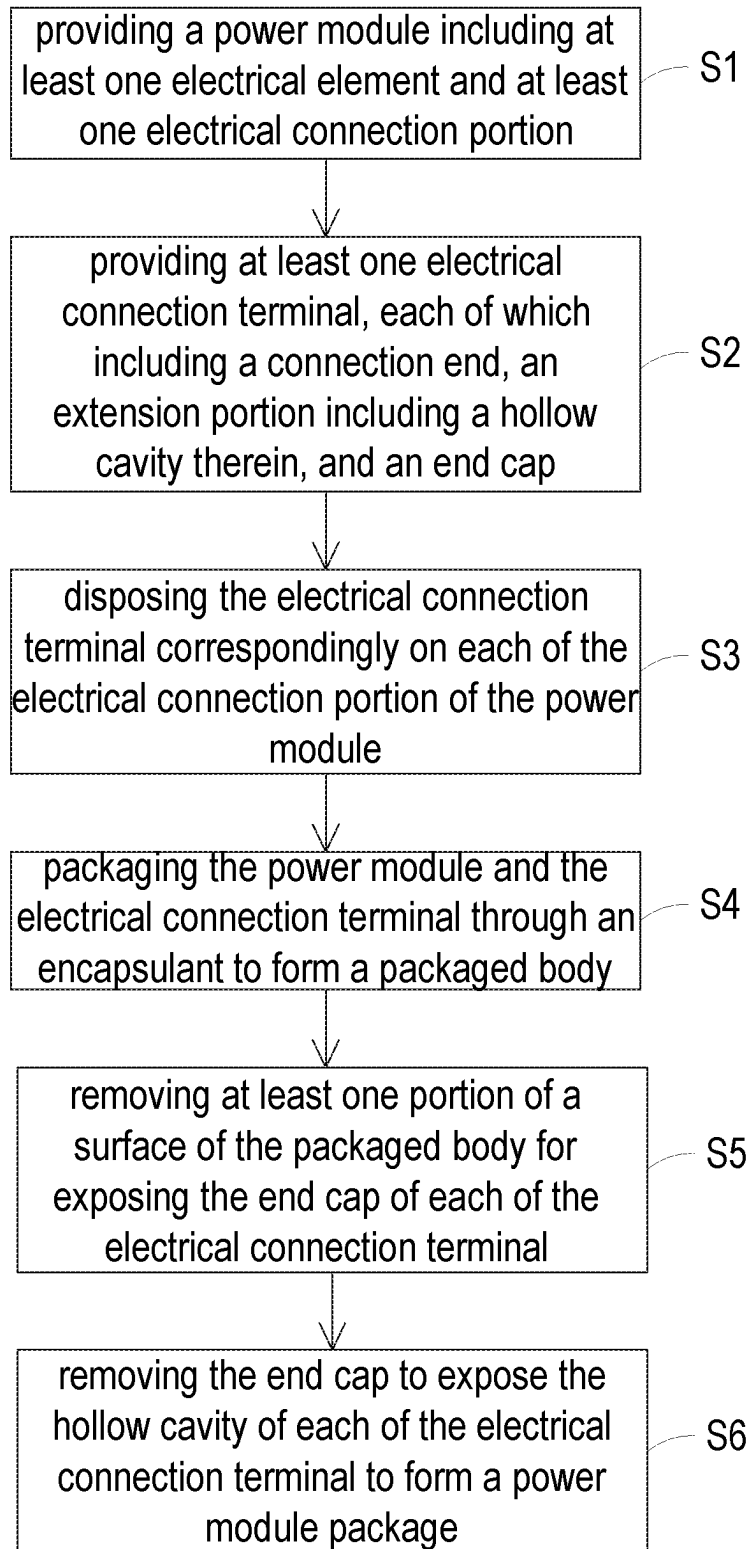 providing a power module including at
least one electrical element and at least
one electrical connection portion
S1
providing at least one electrical
connection terminal, each of which
including a connection end, an
extension portion including a hollow
cavity therein, and an end cap
S2
disposing the electrical connection
terminal correspondingly on each of the
electrical connection portion of the power
module
S3
packaging the power module and the
electrical connection terminal through an
encapsulant to form a packaged body
S4
removing at least one portion of a
surface of the packaged body for
exposing the end cap of each of the
electrical connection terminal
S5
removing the end cap to expose the
hollow cavity of each of the electrical
connection terminal to form a power
module package
S6